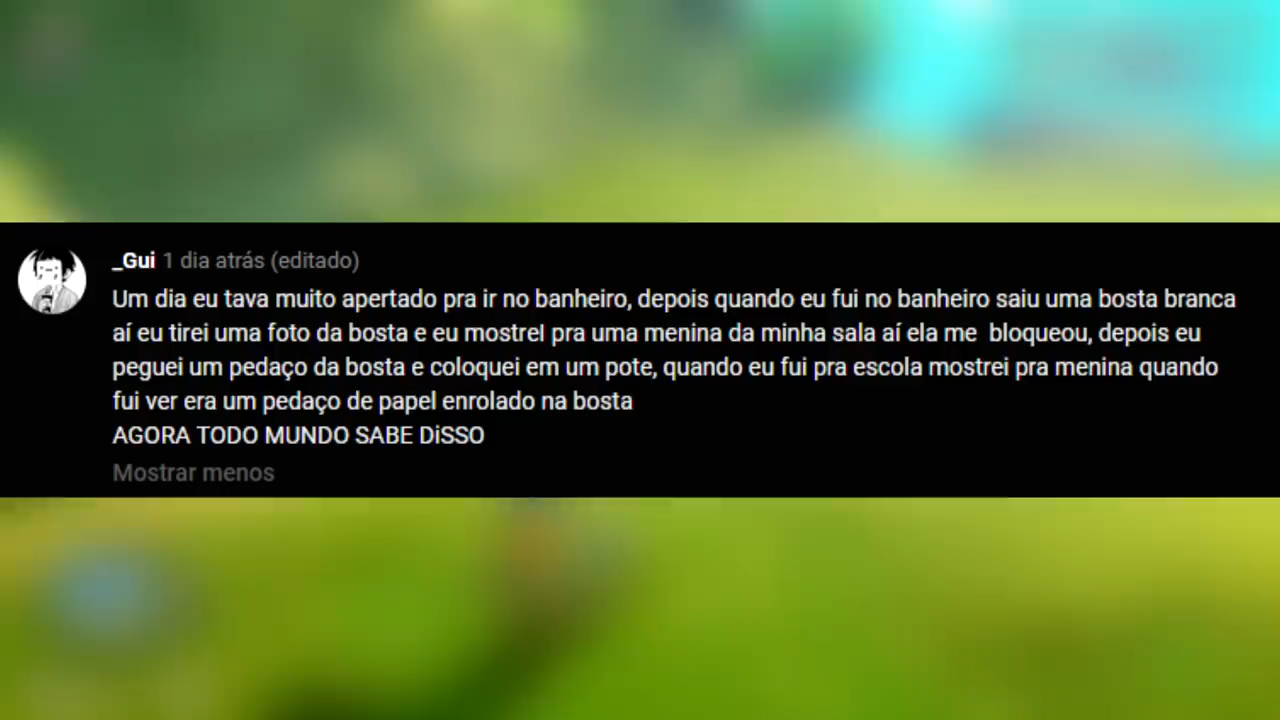 _Gui 1 dia atrás (editado)
Um dia eu tava muito apertado pra ir no banheiro, depois quando eu fui no banheiro saiu uma bosta branca
aí eu tirei uma foto da bosta e eu mostrel pra uma menina da minha sala aí ela me  bloqueou, depois eu
peguei um pedaço da bosta e coloquei em um pote, quando eu fui pra escola mostrei pra menina quando
fui ver era um pedaço de papel enrolado na bosta
AGORA TODO MUNDO SABE DiSSO
Mostrar menos